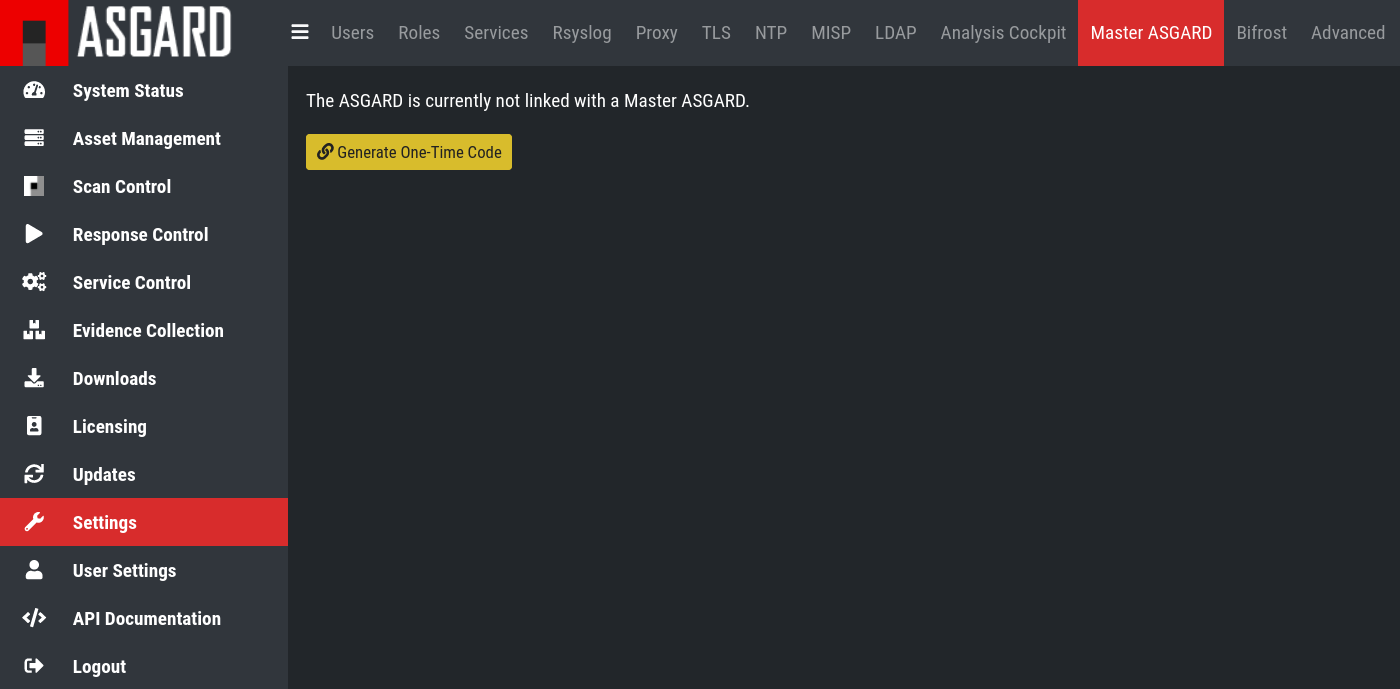 ASGARD
Users Roles Services Rsyslog Proxy TLS NTP MISP LDAP Analysis Cockpit Master ASGARD Bifrost Advanced
System Status
Asset Management
Scan Control
Response Control
Service Control
Evidence Collection
Downloads
Licensing
Updates
Settings
User Settings
API Documentation
Logout
The ASGARD is currently not linked with a Master ASGARD.
Generate One-Time Code